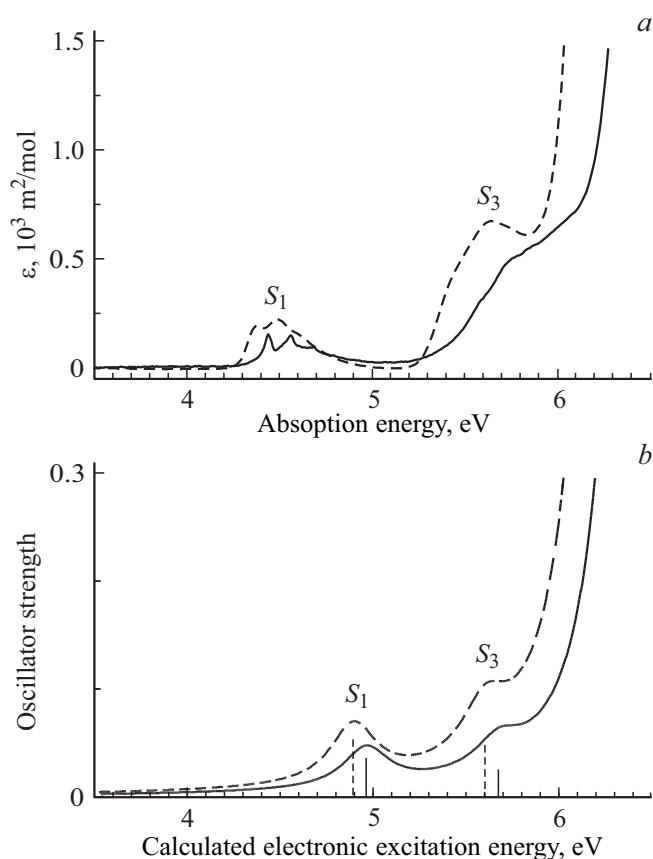 a
1.5
1.0
0.5
0
ε, 10³ m²/mol
S₁
S₃
4 5 6
Absoption energy, eV
b
0.3
0
Oscillator strength
S₁
S₃
4 5 6
Calculated electronic excitation energy, eV